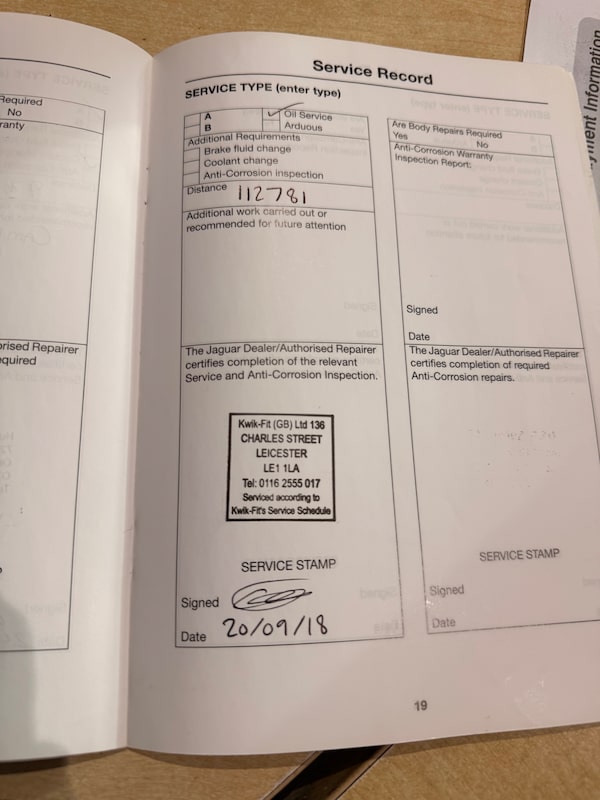 Service Record
SERVICE TYPE (enter type)
A
Oil Service
B
Arduous
Additional Requirements
Brake fluid change
Coolant change
Anti-Corrosion inspection
Distance 112781
Additional work carried out or
recommended for future attention
The Jaguar Dealer/Authorised Repairer
certifies completion of the relevant
Service and Anti-Corrosion Inspection.
Kwik-Fit (GB) Ltd 136
CHARLES STREET
LEICESTER
LE1 1LA
Tel: 0116 2555 017
Serviced according to
Kwik-Fit's Service Schedule
SERVICE STAMP
Signed
Date 20/09/18
Are Body Repairs Required
Yes No
Anti-Corrosion Warranty
Inspection Report:
Signed
Date
The Jaguar Dealer/Authorised Repairer
certifies completion of required
Anti-Corrosion repairs.
SERVICE STAMP
Signed
Date
19
Required
No
Repairer
Information